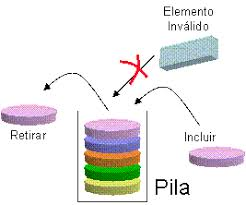 Elemento
Inválido
Retirar
Incluir
Pila